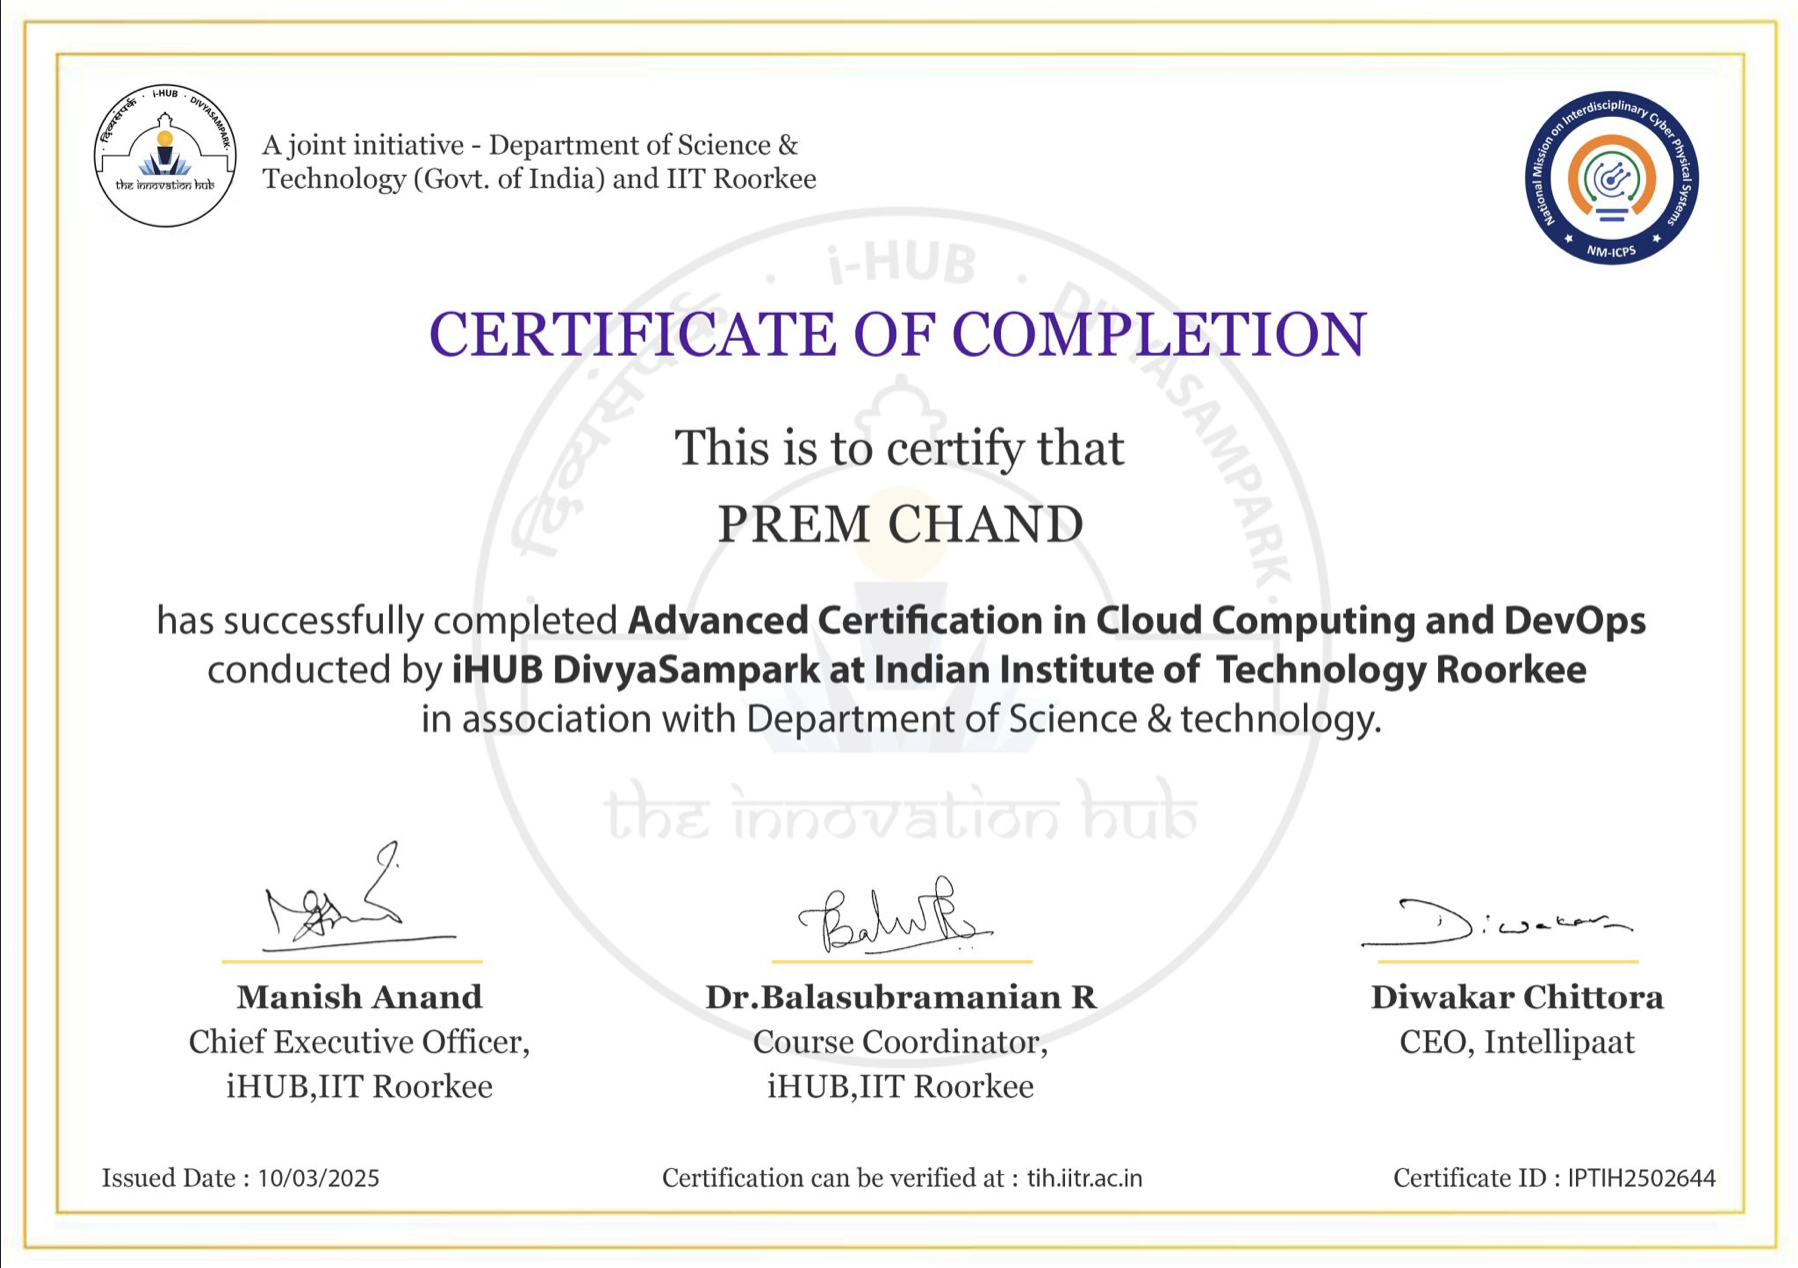 दिव्यसंपर्क · i-HUB · DIVYASAMPARK
the innovation hub
A joint initiative - Department of Science &
Technology (Govt. of India) and IIT Roorkee
National Mission on Interdisciplinary Cyber Physical Systems
NM-ICPS
दिव्यसंपर्क · i-HUB · DIVYASAMPARK
CERTIFICATE OF COMPLETION
This is to certify that
PREM CHAND
has successfully completed Advanced Certification in Cloud Computing and DevOps
conducted by iHUB DivyaSampark at Indian Institute of Technology Roorkee
in association with Department of Science & technology.
the innovation hub
Diwakar
Manish Anand
Chief Executive Officer,
iHUB,IIT Roorkee
Dr.Balasubramanian R
Course Coordinator,
iHUB,IIT Roorkee
Diwakar Chittora
CEO, Intellipaat
Issued Date : 10/03/2025
Certification can be verified at : tih.iitr.ac.in
Certificate ID : IPTIH2502644